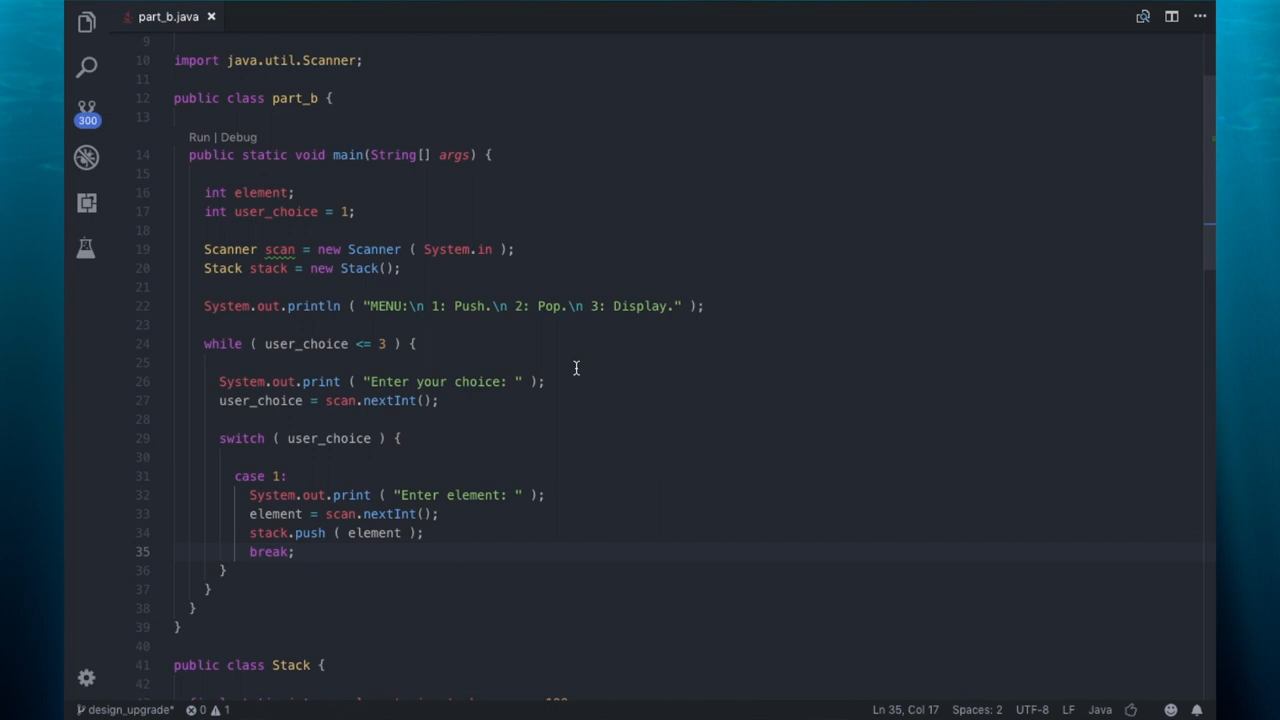 part_b.java ×
9
10 import java.util.Scanner;
11
12 public class part_b {
13
Run | Debug
14 public static void main(String[] args) {
15
16 int element;
17 int user_choice = 1;
18
19 Scanner scan = new Scanner ( System.in );
20 Stack stack = new Stack();
21
22 System.out.println ( "MENU:\n 1: Push.\n 2: Pop.\n 3: Display." );
23
24 while ( user_choice <= 3 ) {
25
26 System.out.print ( "Enter your choice: " );
27 user_choice = scan.nextInt();
28
29 switch ( user_choice ) {
30
31 case 1:
32 System.out.print ( "Enter element: " );
33 element = scan.nextInt();
34 stack.push ( element );
35 break;
36 }
37 }
38 }
39 }
40
41 public class Stack {
42
300
design_upgrade* 0 1 Ln 35, Col 17 Spaces: 2 UTF-8 LF Java